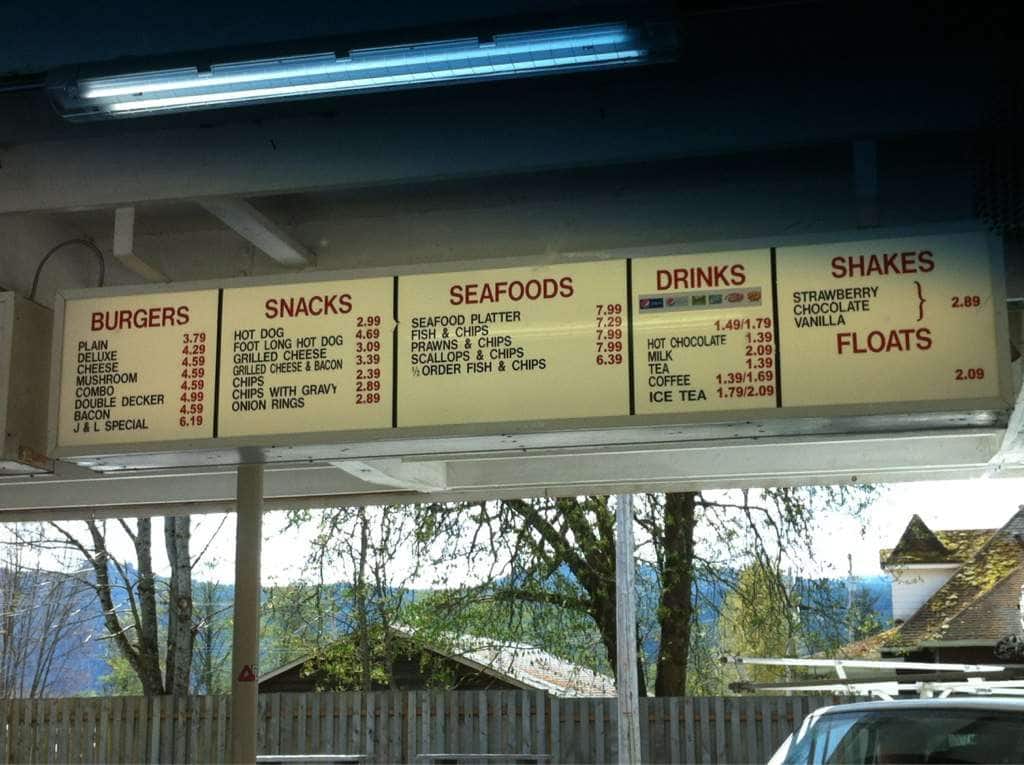 BURGERS
PLAIN 3.79
DELUXE 4.29
CHEESE 4.59
MUSHROOM 4.59
COMBO 4.59
DOUBLE DECKER 4.99
BACON 4.59
J & L SPECIAL 6.19
SNACKS
HOT DOG 2.99
FOOT LONG HOT DOG 4.69
GRILLED CHEESE 3.09
GRILLED CHEESE & BACON 3.39
CHIPS 2.39
CHIPS WITH GRAVY 2.89
ONION RINGS 2.89
SEAFOODS
SEAFOOD PLATTER 7.99
FISH & CHIPS 7.29
PRAWNS & CHIPS 7.99
SCALLOPS & CHIPS 7.99
½ ORDER FISH & CHIPS 6.39
DRINKS
1.49/1.79
HOT CHOCOLATE 1.39
MILK 2.09
TEA 1.39
COFFEE 1.39/1.69
ICE TEA 1.79/2.09
SHAKES
STRAWBERRY
CHOCOLATE } 2.89
VANILLA
FLOATS
2.09